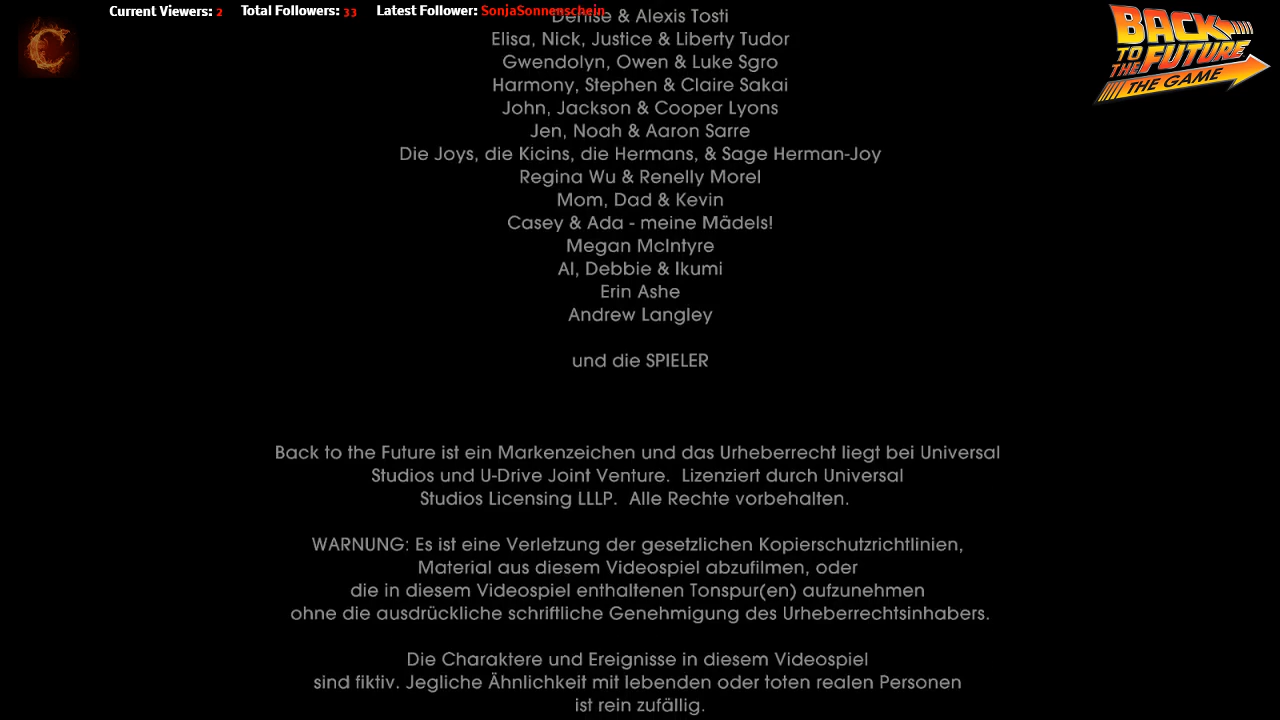 Current Viewers: 2 Total Followers: 33 Latest Follower: SonjaSonnenschein
BACK TO THE FUTURE THE GAME
Denise & Alexis Tosti
Elisa, Nick, Justice & Liberty Tudor
Gwendolyn, Owen & Luke Sgro
Harmony, Stephen & Claire Sakai
John, Jackson & Cooper Lyons
Jen, Noah & Aaron Sarre
Die Joys, die Kicins, die Hermans, & Sage Herman-Joy
Regina Wu & Renelly Morel
Mom, Dad & Kevin
Casey & Ada - meine Mädels!
Megan McIntyre
Al, Debbie & Ikumi
Erin Ashe
Andrew Langley
und die SPIELER
Back to the Future ist ein Markenzeichen und das Urheberrecht liegt bei Universal
Studios und U-Drive Joint Venture. Lizenziert durch Universal
Studios Licensing LLLP. Alle Rechte vorbehalten.
WARNUNG: Es ist eine Verletzung der gesetzlichen Kopierschutzrichtlinien,
Material aus diesem Videospiel abzufilmen, oder
die in diesem Videospiel enthaltenen Tonspur(en) aufzunehmen
ohne die ausdrückliche schriftliche Genehmigung des Urheberrechtsinhabers.
Die Charaktere und Ereignisse in diesem Videospiel
sind fiktiv. Jegliche Ähnlichkeit mit lebenden oder toten realen Personen
ist rein zufällig.